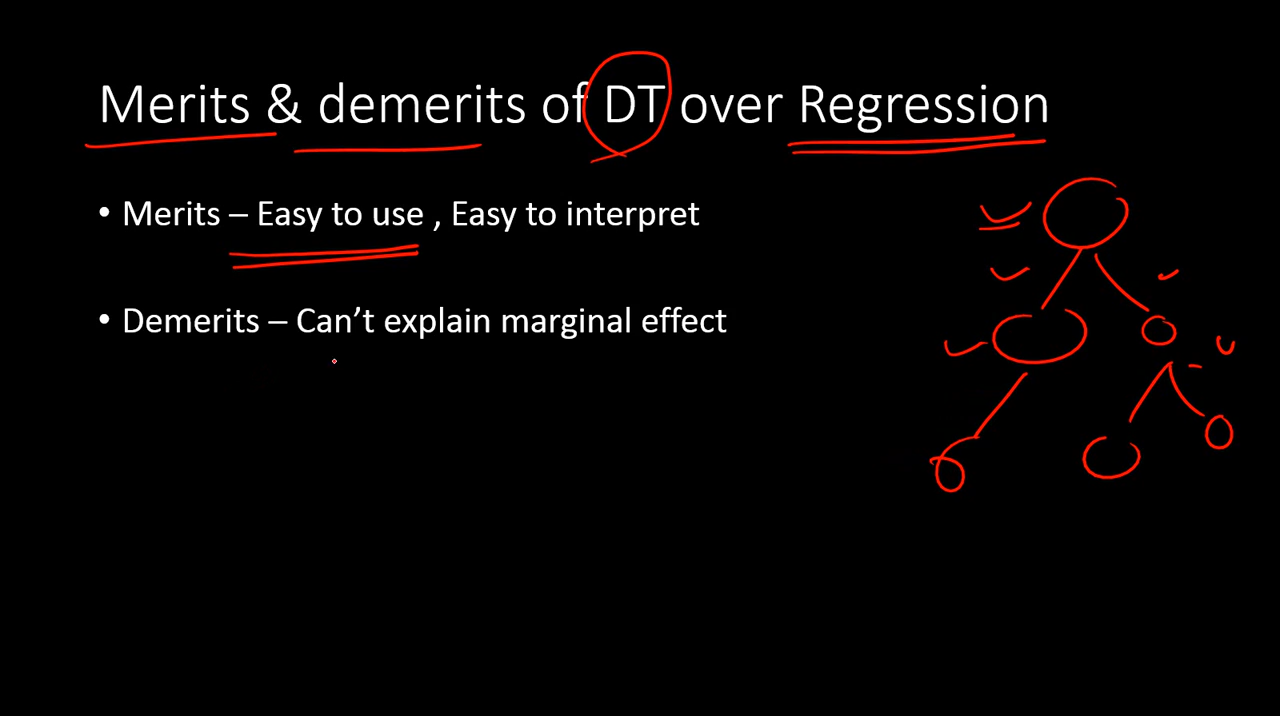 Merits & demerits of DT over Regression
• Merits – Easy to use , Easy to interpret
• Demerits – Can’t explain marginal effect